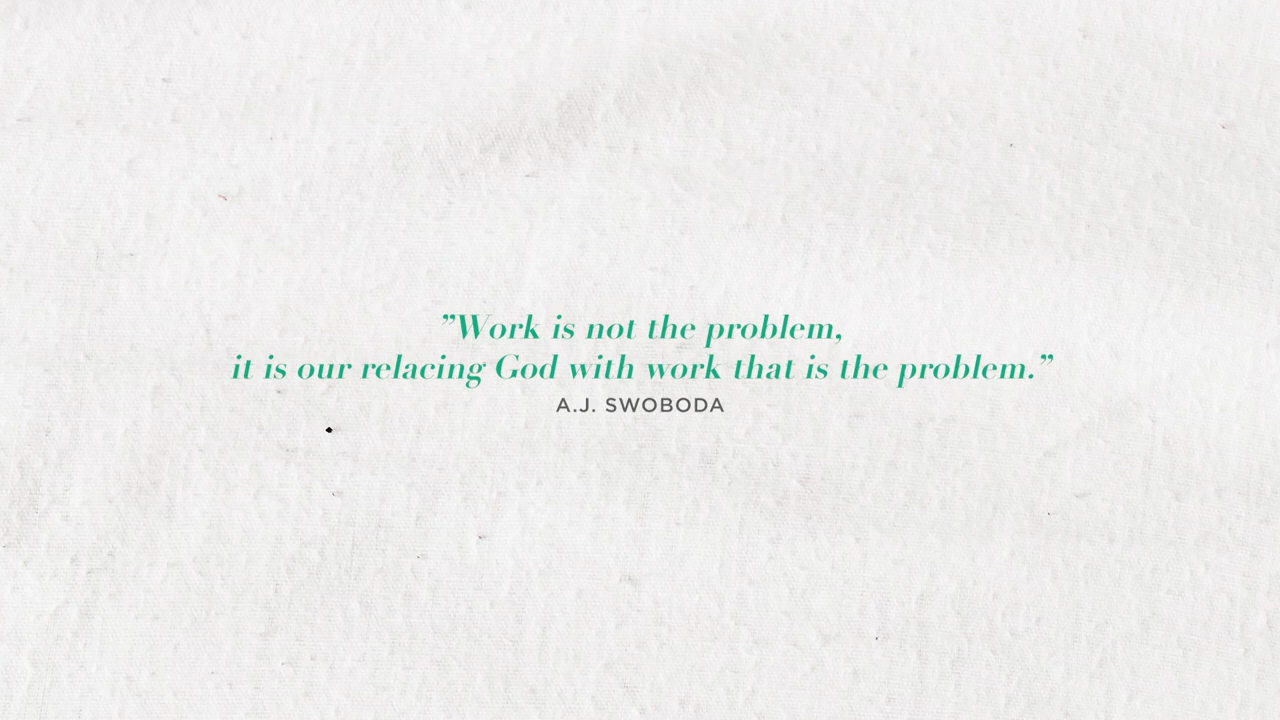 ”Work is not the problem,
it is our relacing God with work that is the problem.”
A.J. SWOBODA